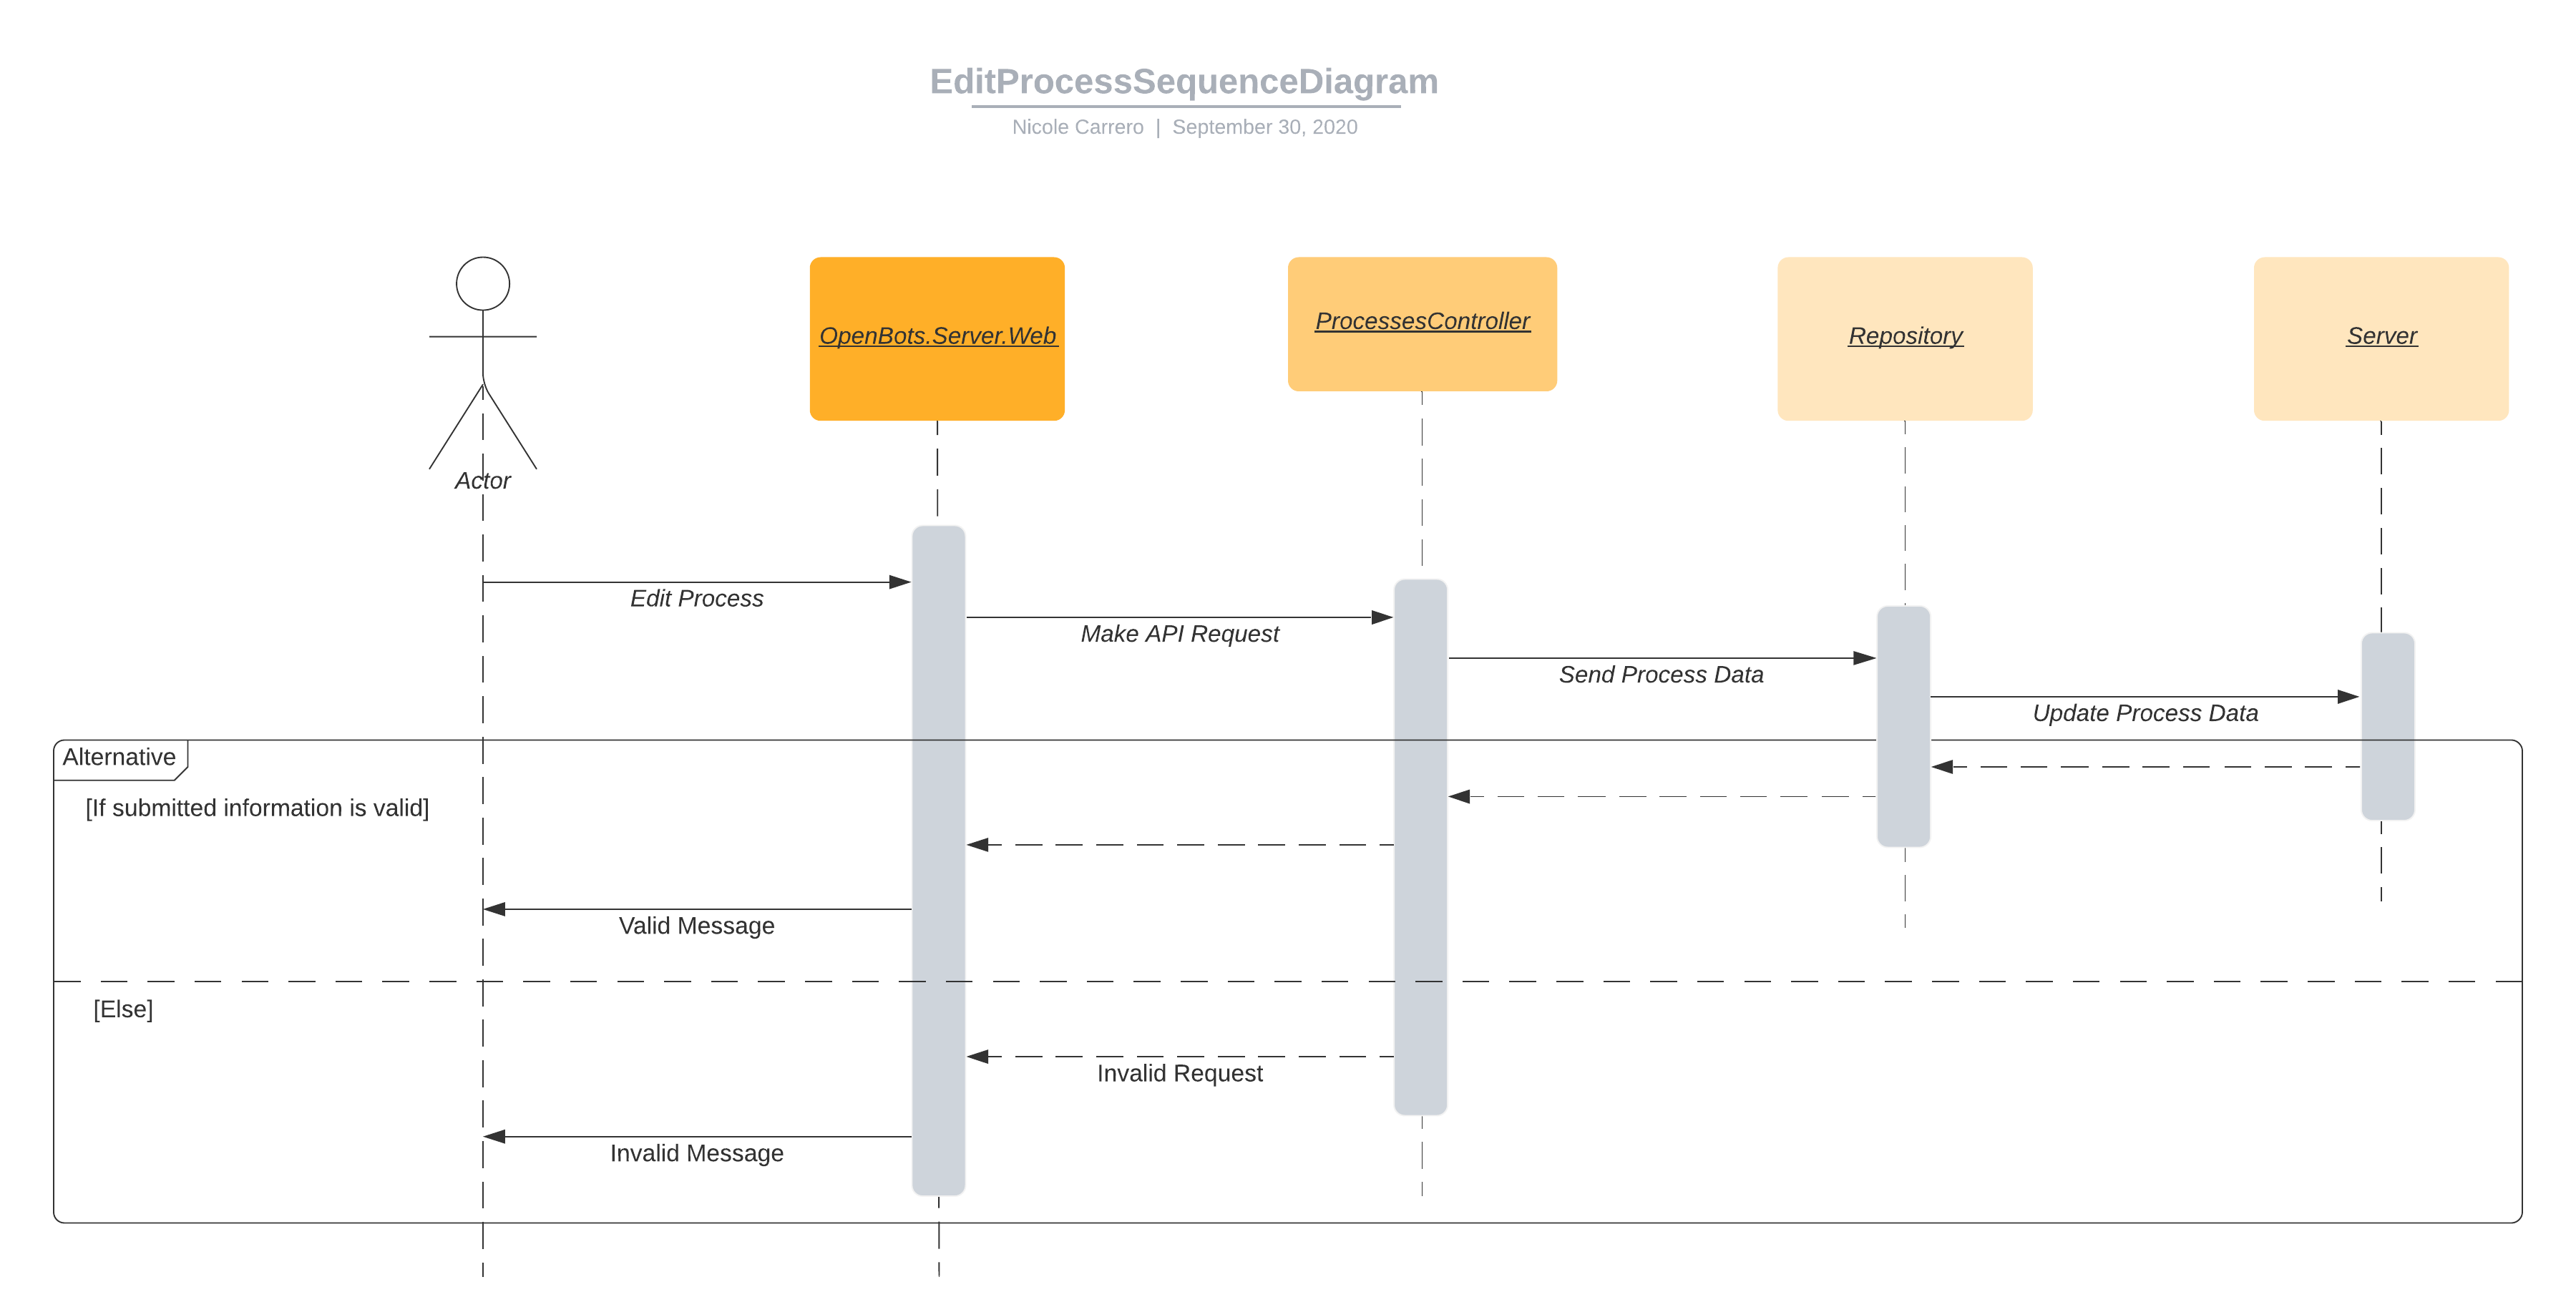 EditProcessSequenceDiagram
Nicole Carrero | September 30, 2020
OpenBots.Server.Web
ProcessesController
Repository
Server
Actor
Edit Process
Make API Request
Send Process Data
Update Process Data
Alternative
[If submitted information is valid]
Valid Message
[Else]
Invalid Request
Invalid Message